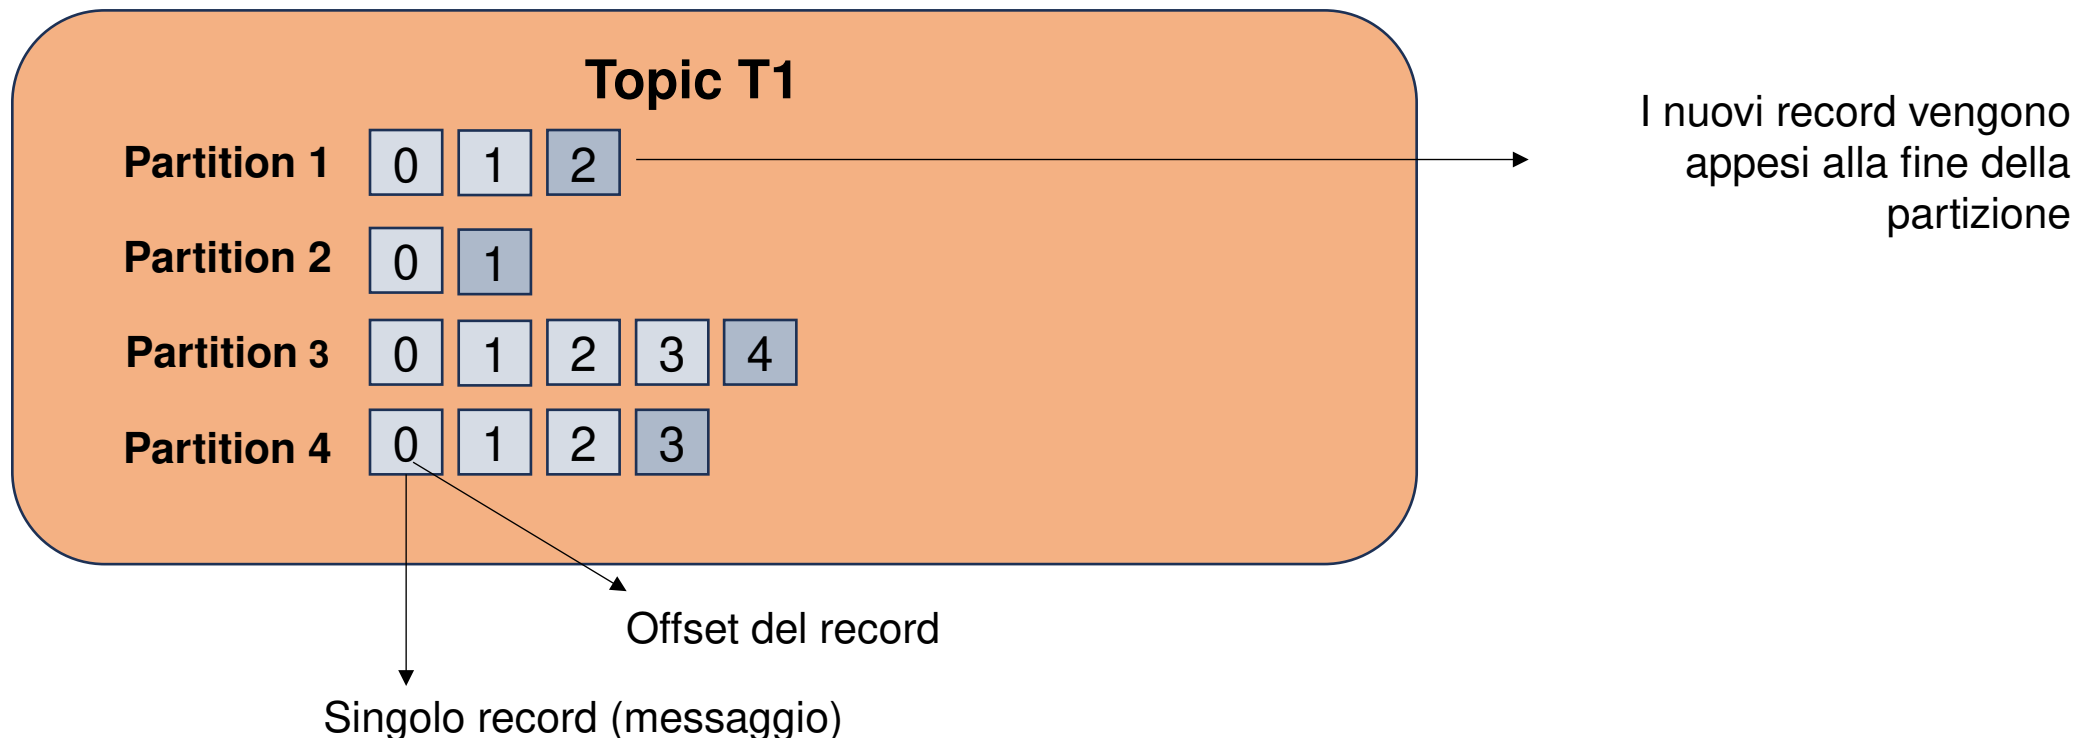 Topic T1
I nuovi record vengono
appesi alla fine della
partizione
Partition 1 0 1 2
Partition 2 0 1
Partition 3 0 1 2 3 4
Partition 4 0 1 2 3
Offset del record
Singolo record (messaggio)